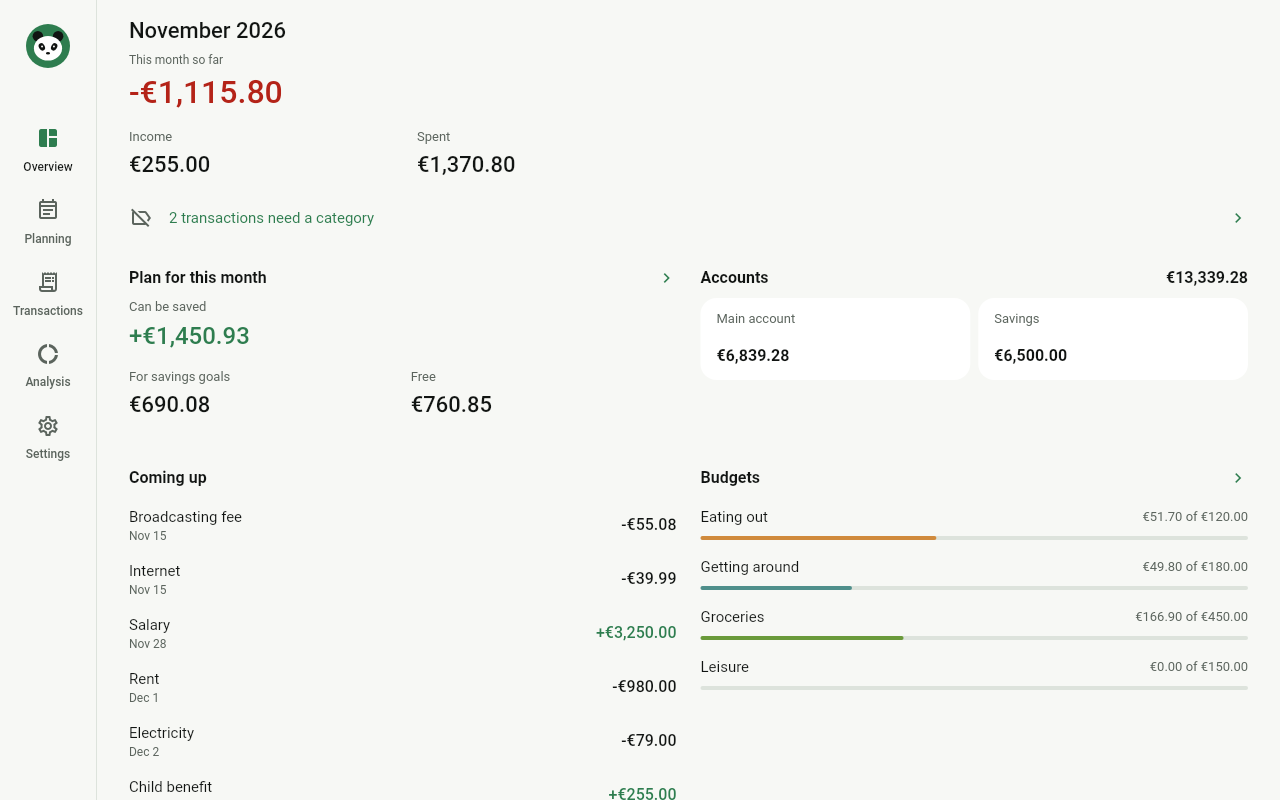 November 2026
This month so far
-€1,115.80
Income
€255.00
Spent
€1,370.80
2 transactions need a category
Overview
Planning
Transactions
Analysis
Settings
Plan for this month
Can be saved
+€1,450.93
For savings goals
€690.08
Free
€760.85
Accounts
€13,339.28
Main account
€6,839.28
Savings
€6,500.00
Coming up
Broadcasting fee
Nov 15
-€55.08
Internet
Nov 15
-€39.99
Salary
Nov 28
+€3,250.00
Rent
Dec 1
-€980.00
Electricity
Dec 2
-€79.00
Child benefit
+€255.00
Budgets
Eating out
€51.70 of €120.00
Getting around
€49.80 of €180.00
Groceries
€166.90 of €450.00
Leisure
€0.00 of €150.00